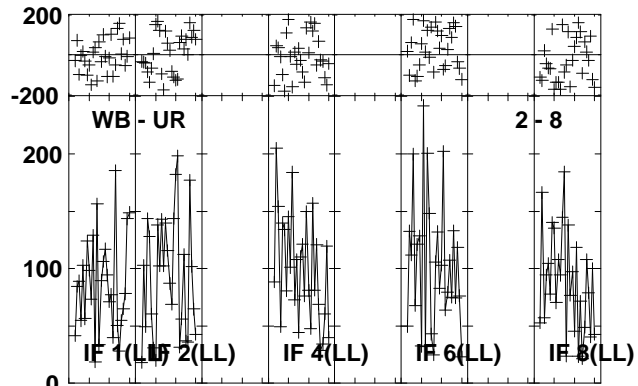 200
-200
WB - UR
2 - 8
200
100
IF 1(LL)
IF 2(LL)
IF 4(LL)
IF 6(LL)
IF 8(LL)
0